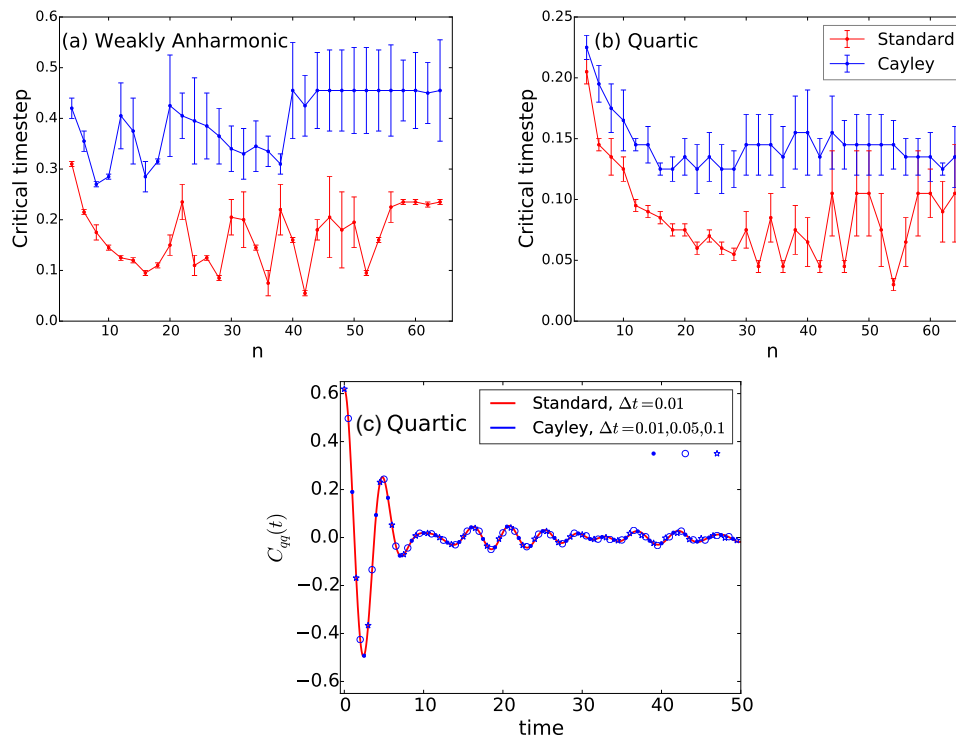 (a) Weakly Anharmonic
Critical timestep
0.6
0.5
0.4
0.3
0.2
0.1
0.0
10 20 30 40 50 60
n
(b) Quartic
Standard
Cayley
Critical timestep
0.25
0.20
0.15
0.10
0.05
0.00
10 20 30 40 50 60
n
(c) Quartic
Standard, Δt=0.01
Cayley, Δt=0.01,0.05,0.1
C_qq(t)
0.6
0.4
0.2
0.0
−0.2
−0.4
−0.6
0 10 20 30 40 50
time